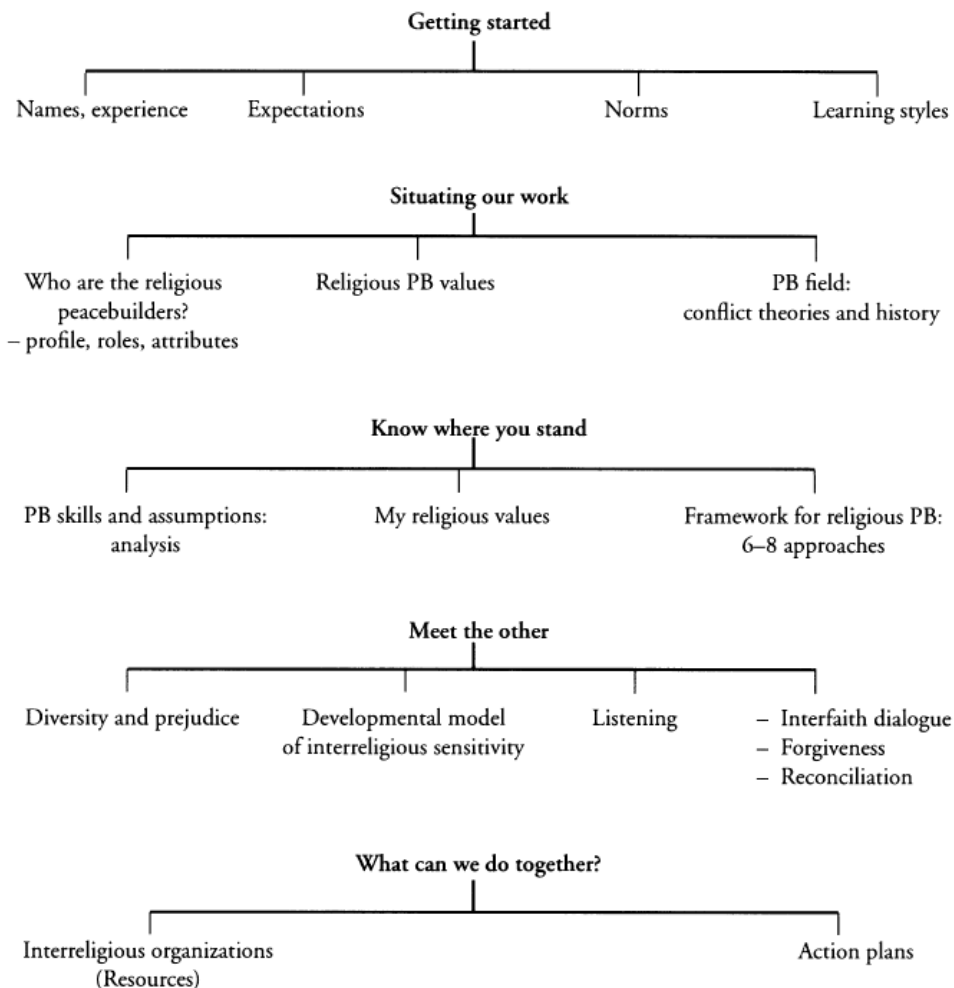 Getting started
Names, experience
Expectations
Norms
Learning styles
Situating our work
Who are the religious
peacebuilders?
– profile, roles, attributes
Religious PB values
PB field:
conflict theories and history
Know where you stand
PB skills and assumptions:
analysis
My religious values
Framework for religious PB:
6–8 approaches
Meet the other
Diversity and prejudice
Developmental model
of interreligious sensitivity
Listening
– Interfaith dialogue
– Forgiveness
– Reconciliation
What can we do together?
Interreligious organizations
(Resources)
Action plans